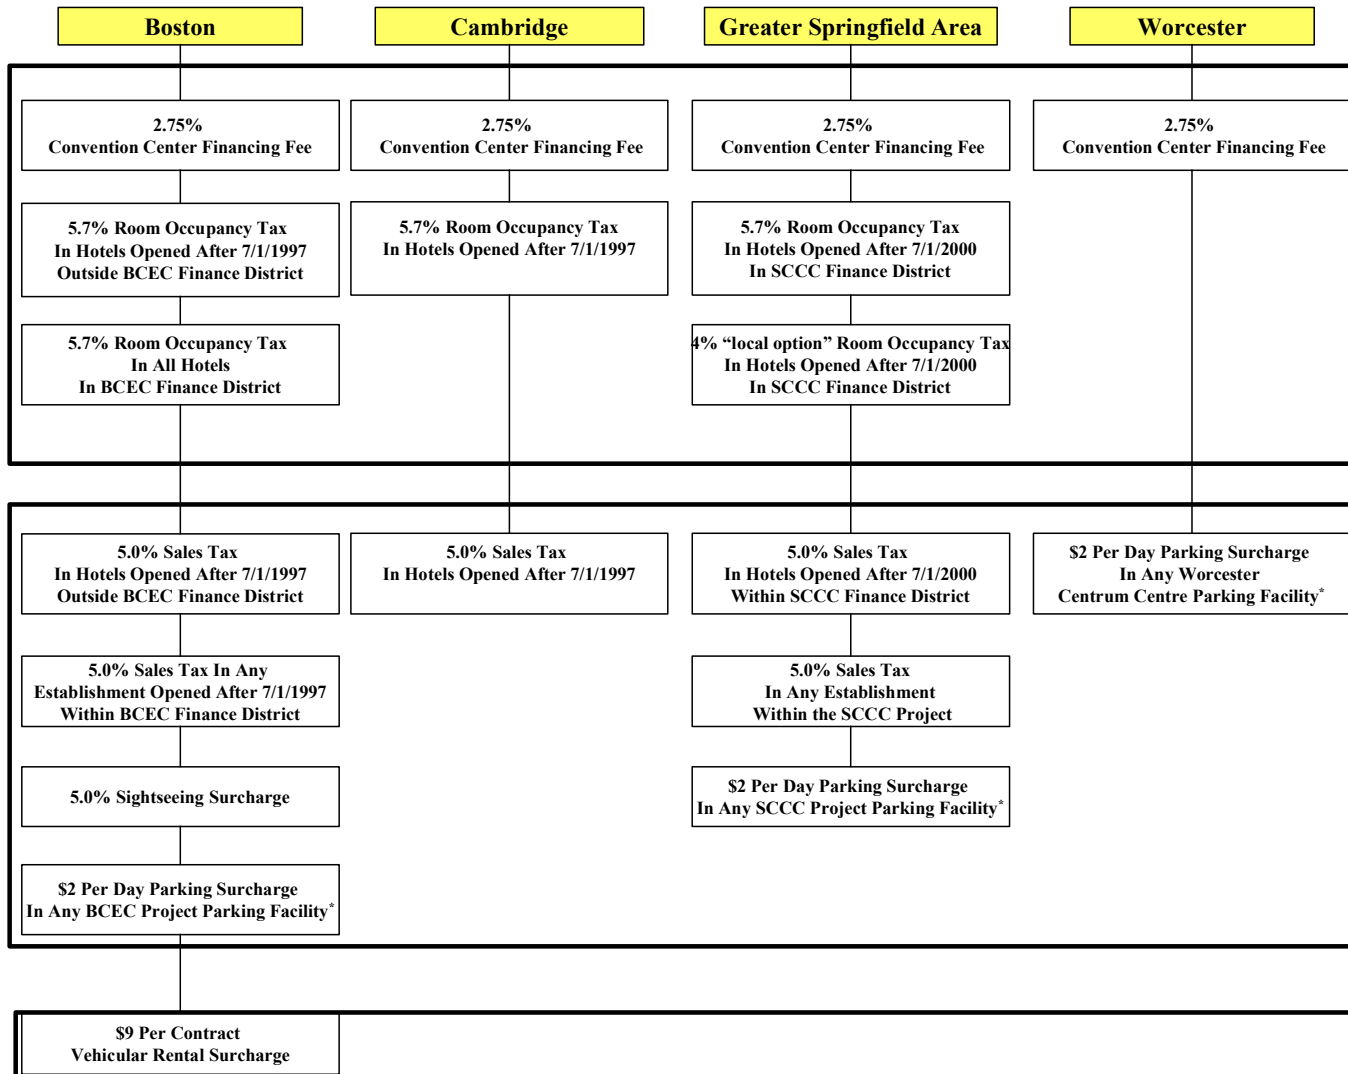 Boston
Cambridge
Greater Springfield Area
Worcester
2.75%
Convention Center Financing Fee
2.75%
Convention Center Financing Fee
2.75%
Convention Center Financing Fee
2.75%
Convention Center Financing Fee
5.7% Room Occupancy Tax
In Hotels Opened After 7/1/1997
Outside BCEC Finance District
5.7% Room Occupancy Tax
In Hotels Opened After 7/1/1997
5.7% Room Occupancy Tax
In Hotels Opened After 7/1/2000
In SCCC Finance District
5.7% Room Occupancy Tax
In All Hotels
In BCEC Finance District
4% “local option” Room Occupancy Tax
In Hotels Opened After 7/1/2000
In SCCC Finance District
5.0% Sales Tax
In Hotels Opened After 7/1/1997
Outside BCEC Finance District
5.0% Sales Tax
In Hotels Opened After 7/1/1997
5.0% Sales Tax
In Hotels Opened After 7/1/2000
Within SCCC Finance District
$2 Per Day Parking Surcharge
In Any Worcester
Centrum Centre Parking Facility*
5.0% Sales Tax In Any
Establishment Opened After 7/1/1997
Within BCEC Finance District
5.0% Sales Tax
In Any Establishment
Within the SCCC Project
5.0% Sightseeing Surcharge
$2 Per Day Parking Surcharge
In Any SCCC Project Parking Facility*
$2 Per Day Parking Surcharge
In Any BCEC Project Parking Facility*
$9 Per Contract
Vehicular Rental Surcharge